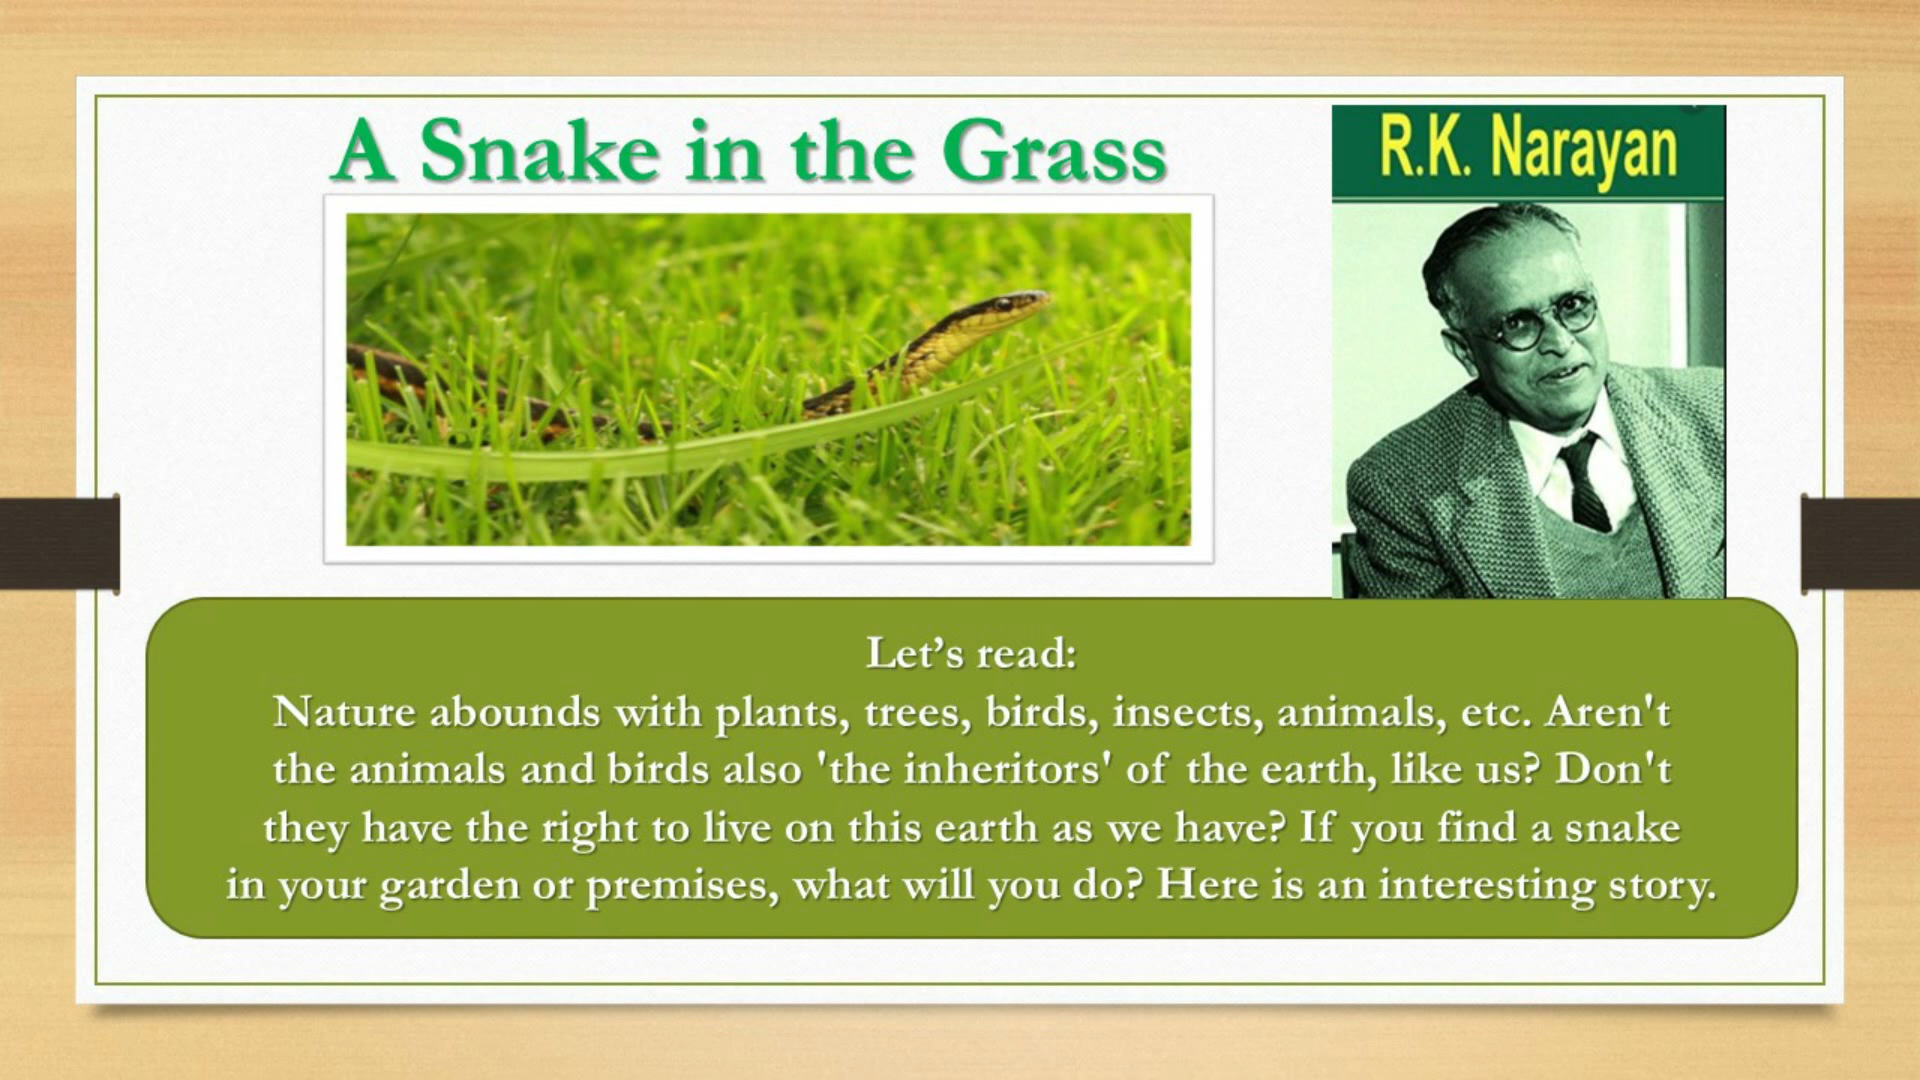 A Snake in the Grass
R.K. Narayan
Let’s read:
Nature abounds with plants, trees, birds, insects, animals, etc. Aren't
the animals and birds also 'the inheritors' of the earth, like us? Don't
they have the right to live on this earth as we have? If you find a snake
in your garden or premises, what will you do? Here is an interesting story.